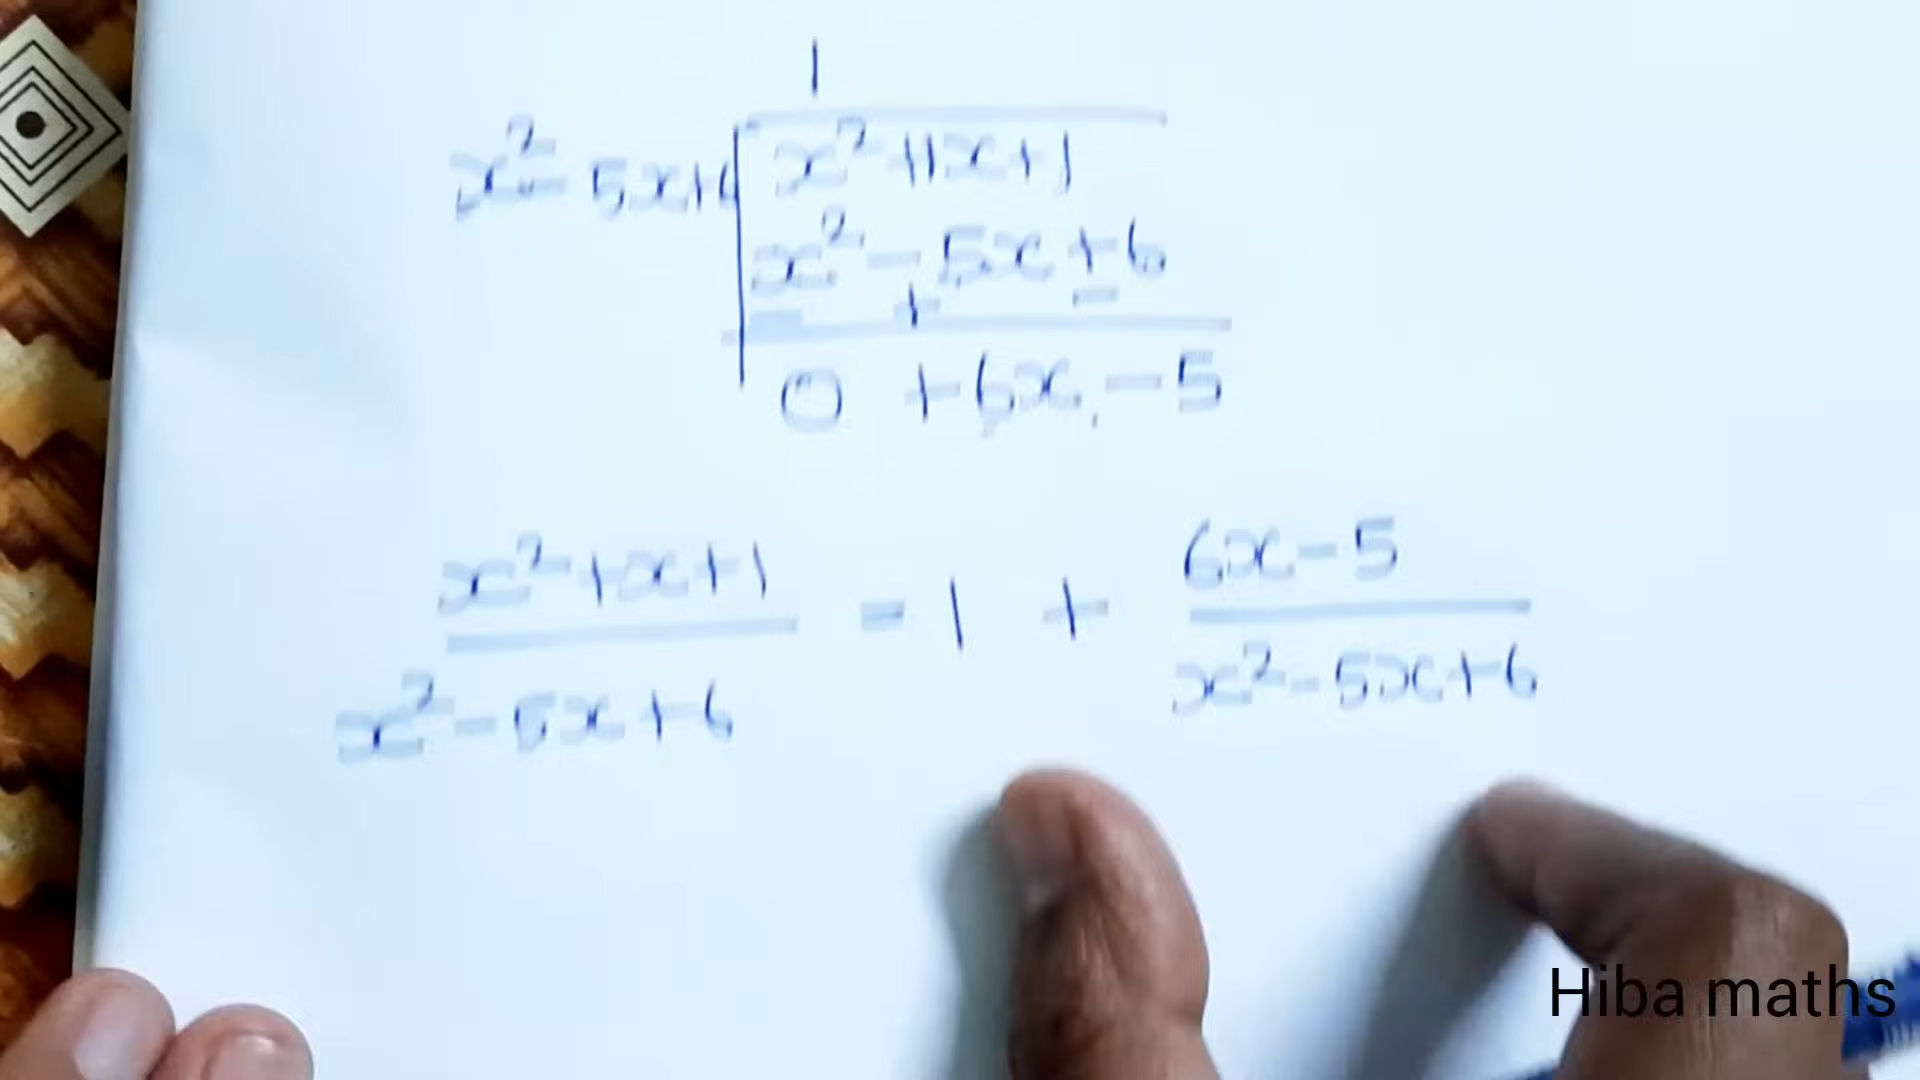 1
x² - 5x+6 x² +1x+1
x² - 5x + 6
- + -
0 + 6x - 5
x² + x + 1 / x² - 5x + 6 = 1 + 6x - 5 / x² - 5x + 6
Hiba maths